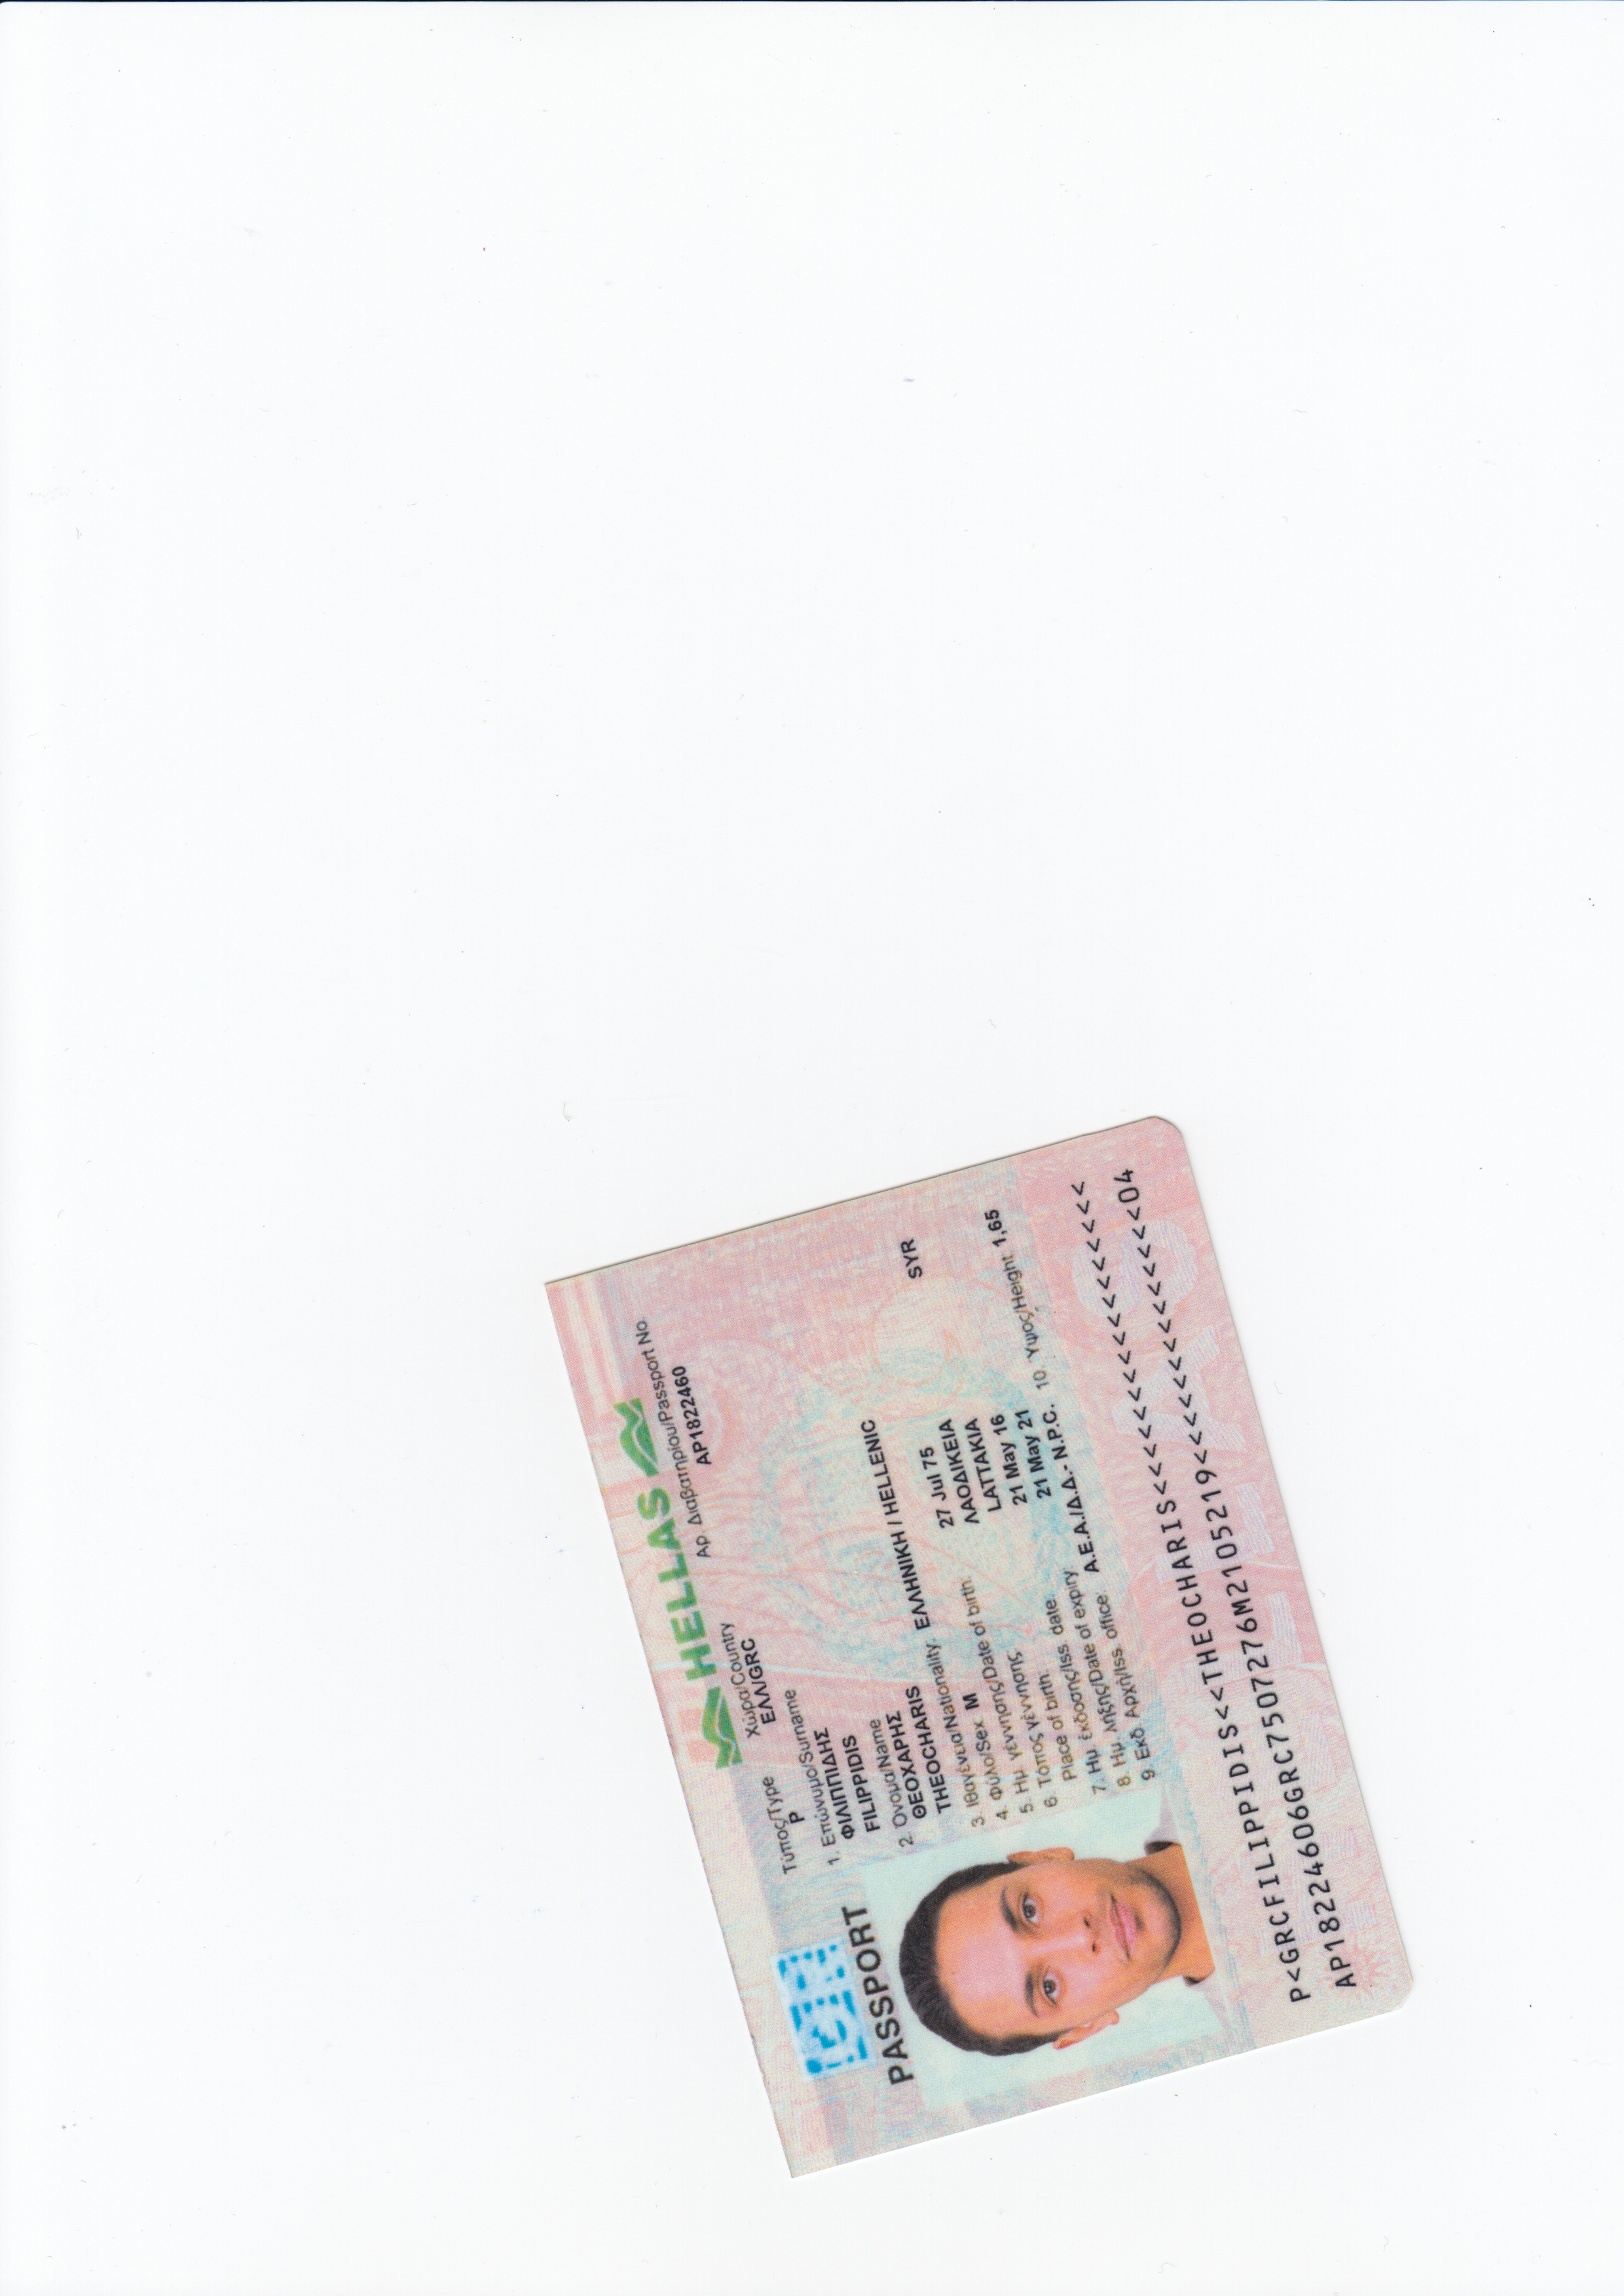 HELLAS
PASSPORT
Τύπος/Type
P
Χώρα/Country
ΕΛΛ/GRC
Αρ. Διαβατηρίου/Passport No
AP1822460
1. Επώνυμο/Surname
ΦΙΛΙΠΠΙΔΗΣ
FILIPPIDIS
2. Όνομα/Name
ΘΕΟΧΑΡΗΣ
THEOCHARIS
3. Ιθαγένεια/Nationality. ΕΛΛΗΝΙΚΗ / HELLENIC
4. Φύλο/Sex M
5. Ημ. γέννησης/Date of birth. 27 Jul 75
6. Τόπος γέννησης ΛΑΟΔΙΚΕΙΑ SYR
Place of birth. LATTAKIA
7. Ημ. έκδοσης/Iss. date. 21 May 16
8. Ημ. λήξης/Date of expiry. 21 May 21
9. Εκδ. Αρχή/Iss. office Α.Ε.Α./Δ.Δ.- N.P.C.
10. Υψος/Height 1,65
P<GRCFILIPPIDIS<<THEOCHARIS<<<<<<<<<<<<<<<<<
AP18224606GRC7507276M2105219<<<<<<<<<<<<<<04